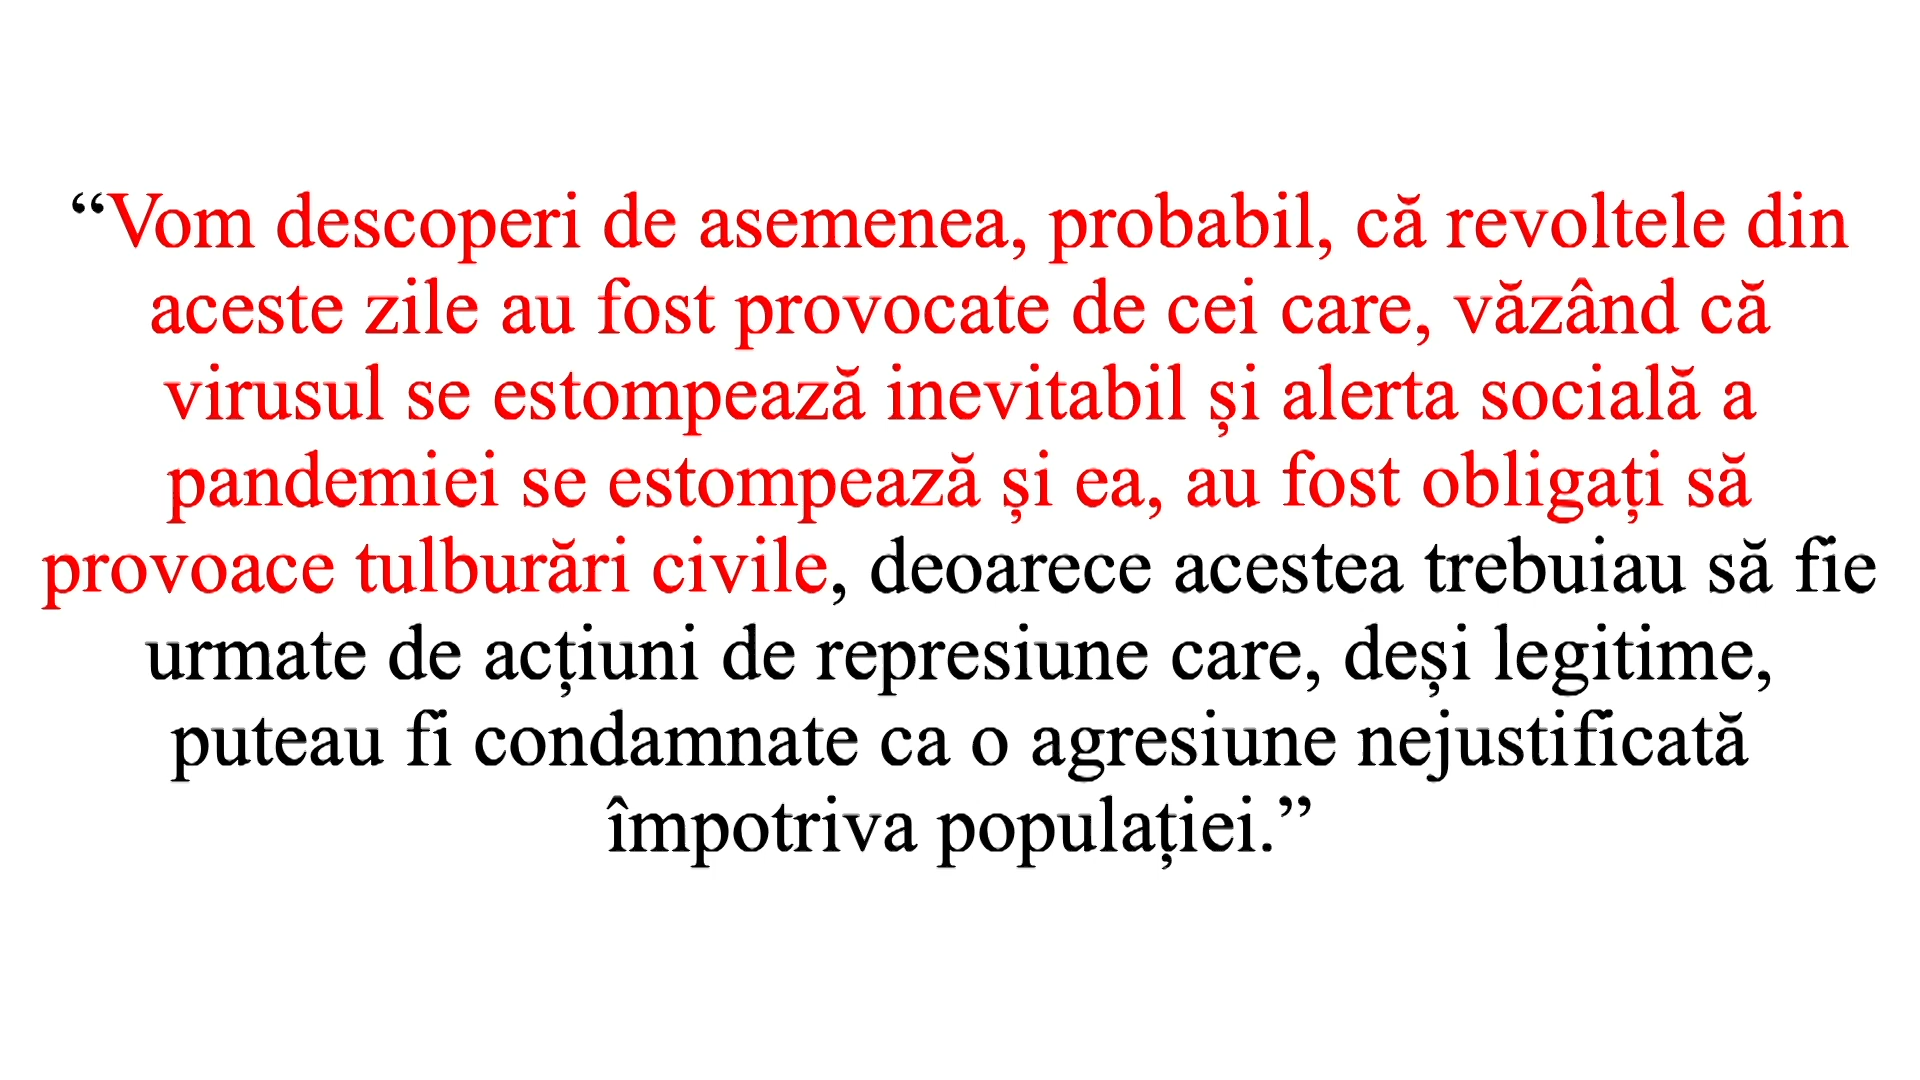 “Vom descoperi de asemenea, probabil, că revoltele din
aceste zile au fost provocate de cei care, văzând că
virusul se estompează inevitabil și alerta socială a
pandemiei se estompează și ea, au fost obligați să
provoace tulburări civile, deoarece acestea trebuiau să fie
urmate de acțiuni de represiune care, deși legitime,
puteau fi condamnate ca o agresiune nejustificată
împotriva populației.”